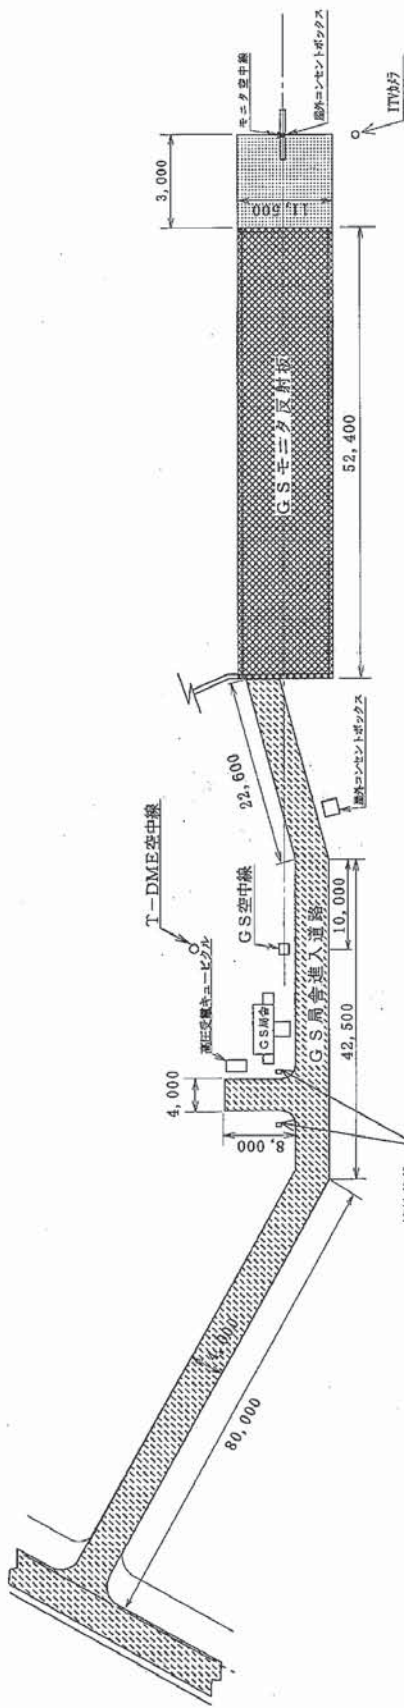 モニタ空中線
屋外コンセントボックス
ITVカメラ
3,000
11,500
GSモニタ反射板
52,400
22,600
屋外コンセントボックス
T－DME空中線
GS空中線
10,000
高圧受電キュービクル
GS局舎
GS局舎進入道路
42,500
4,000
8,000
4,000
80,000